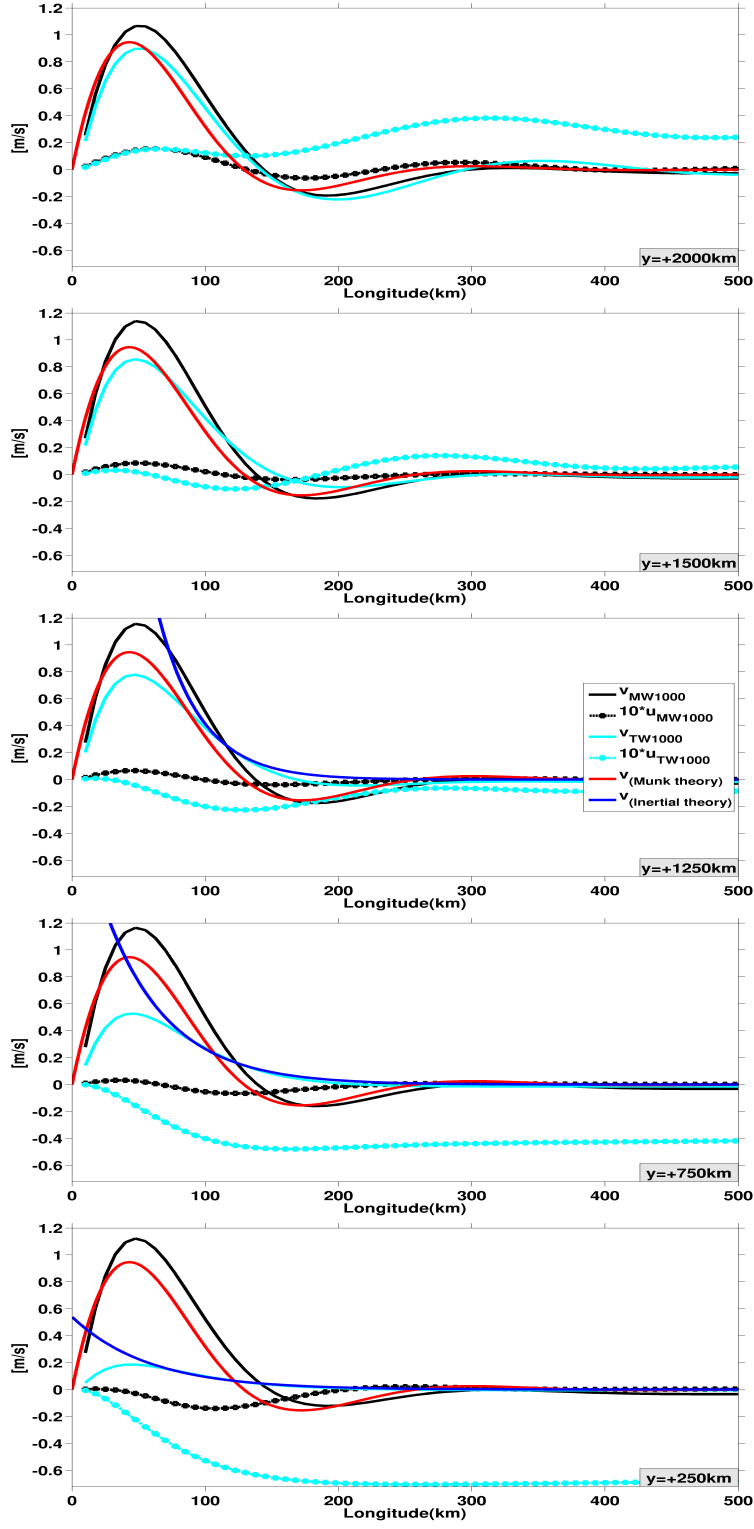 1.2
1
0.8
0.6
0.4
0.2
0
-0.2
-0.4
-0.6
[m/s]
y=+2000km
0 100 200 300 400 500
Longitude(km)
1.2
1
0.8
0.6
0.4
0.2
0
-0.2
-0.4
-0.6
[m/s]
y=+1500km
0 100 200 300 400 500
Longitude(km)
1.2
1
0.8
0.6
0.4
0.2
0
-0.2
-0.4
-0.6
[m/s]
vMW1000
10*uMW1000
vTW1000
10*uTW1000
v(Munk theory)
v(Inertial theory)
y=+1250km
0 100 200 300 400 500
Longitude(km)
1.2
1
0.8
0.6
0.4
0.2
0
-0.2
-0.4
-0.6
[m/s]
y=+750km
0 100 200 300 400 500
Longitude(km)
1.2
1
0.8
0.6
0.4
0.2
0
-0.2
-0.4
-0.6
[m/s]
y=+250km
0 100 200 300 400 500
Longitude(km)